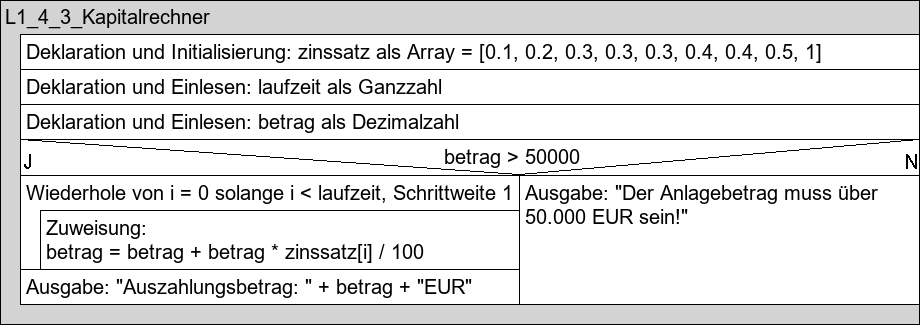 L1_4_3_Kapitalrechner
Deklaration und Initialisierung: zinssatz als Array = [0.1, 0.2, 0.3, 0.3, 0.3, 0.4, 0.4, 0.5, 1]
Deklaration und Einlesen: laufzeit als Ganzzahl
Deklaration und Einlesen: betrag als Dezimalzahl
betrag > 50000
J
N
Wiederhole von i = 0 solange i < laufzeit, Schrittweite 1
Zuweisung:
betrag = betrag + betrag * zinssatz[i] / 100
Ausgabe: "Auszahlungsbetrag: " + betrag + "EUR"
Ausgabe: "Der Anlagebetrag muss über
50.000 EUR sein!"